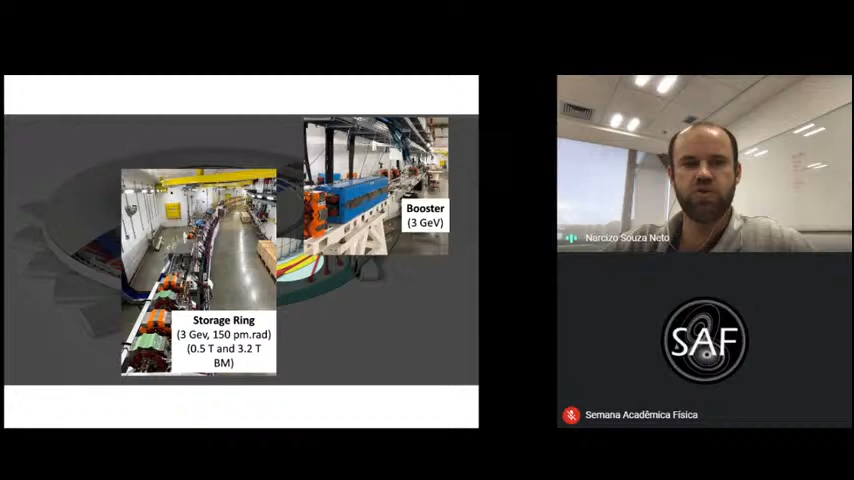 Booster
(3 GeV)
Storage Ring
(3 Gev, 150 pm.rad)
(0.5 T and 3.2 T
BM)
Narcizo Souza Neto
SAF
Semana Acadêmica Física